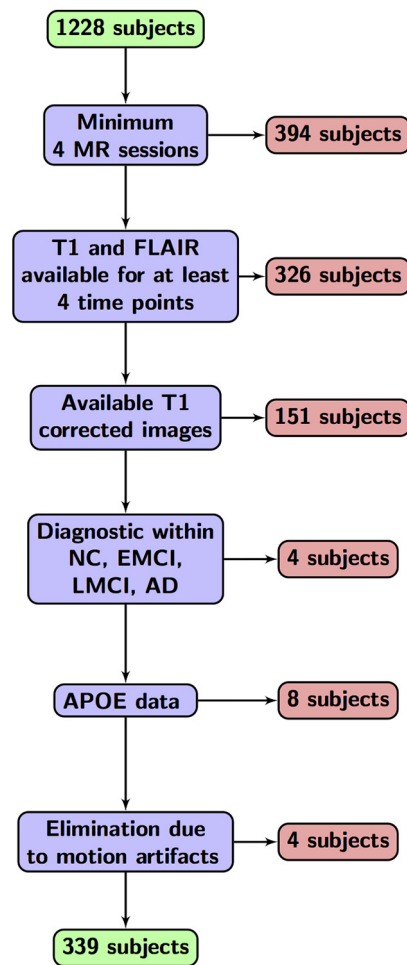 1228 subjects
Minimum
4 MR sessions
394 subjects
T1 and FLAIR
available for at least
4 time points
326 subjects
Available T1
corrected images
151 subjects
Diagnostic within
NC, EMCI,
LMCI, AD
4 subjects
APOE data
8 subjects
Elimination due
to motion artifacts
4 subjects
339 subjects